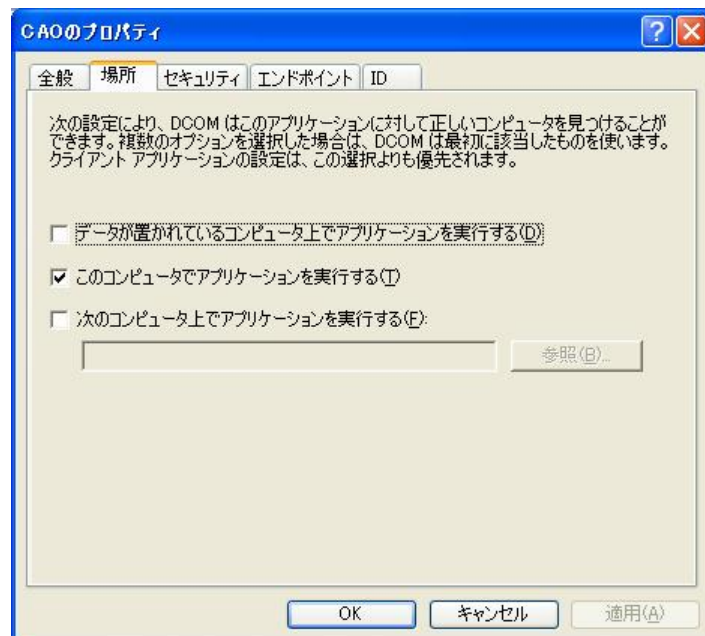 CAOのプロパティ
全般 場所 セキュリティ エンドポイント ID
次の設定により、DCOM はこのアプリケーションに対して正しいコンピュータを見つけることが
できます。複数のオプションを選択した場合は、DCOM は最初に該当したものを使います。
クライアント アプリケーションの設定は、この選択よりも優先されます。
データが置かれているコンピュータ上でアプリケーションを実行する(D)
このコンピュータでアプリケーションを実行する(T)
次のコンピュータ上でアプリケーションを実行する(F):
参照(B)...
OK キャンセル 適用(A)